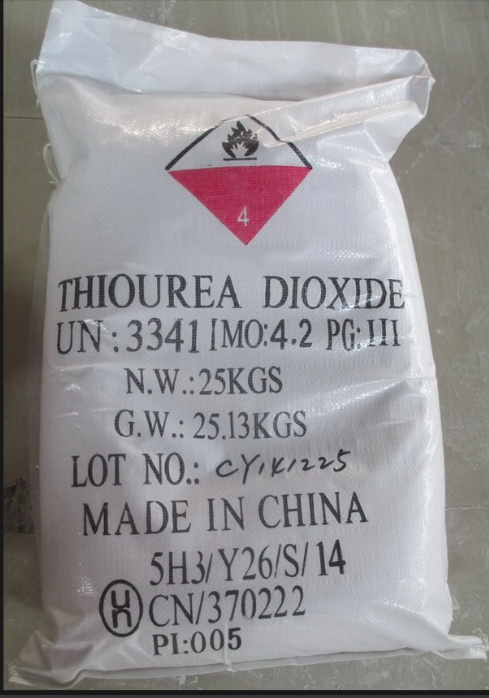 4
THIOUREA DIOXIDE
UN:3341 IMO:4.2 PG:III
N.W.:25KGS
G.W.:25.13KGS
LOT NO.: CY1K1225
MADE IN CHINA
5H3/Y26/S/14
CN/370222
PI:005